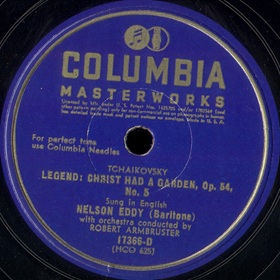 COLUMBIA
MASTERWORKS
For perfect tone
use Columbia Needles
TCHAIKOVSKY
LEGEND: CHRIST HAD A GARDEN, Op. 54,
No. 5
Sung in English
NELSON EDDY (Baritone)
with orchestra conducted by
ROBERT ARMBRUSTER
17366-D
(HCO 625)